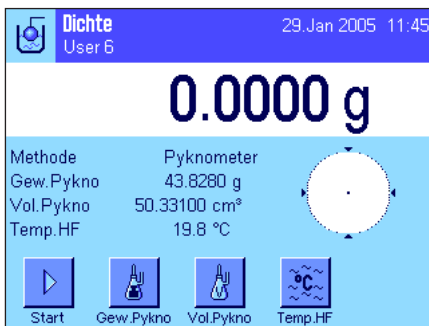 Dichte 29.Jan 2005 11:45
User 6
0.0000 g
Methode Pyknometer
Gew.Pykno 43.8280 g
Vol.Pykno 50.33100 cm³
Temp.HF 19.8 °C
°C
Start Gew.Pykno Vol.Pykno Temp.HF